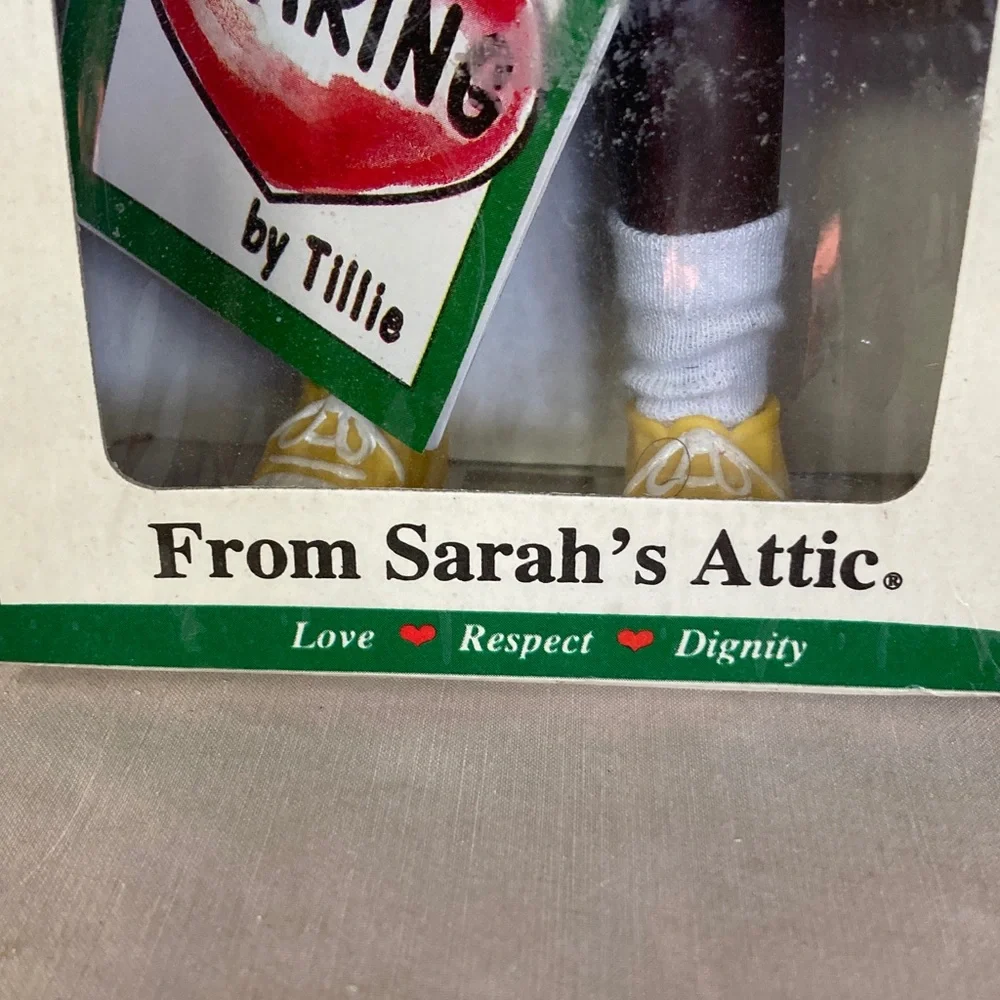 by Tillie
From Sarah's Attic®
Love ❤ Respect ❤ Dignity